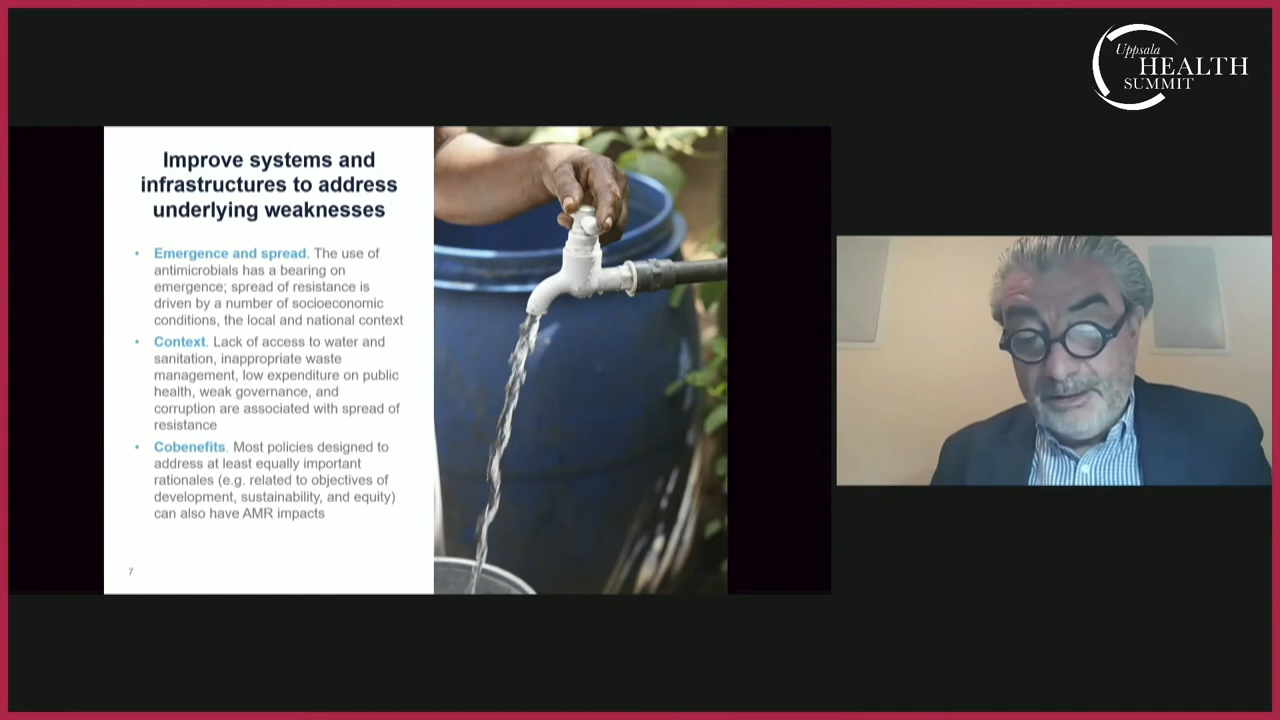 Uppsala
HEALTH
SUMMIT
Improve systems and
infrastructures to address
underlying weaknesses
• Emergence and spread. The use of
antimicrobials has a bearing on
emergence; spread of resistance is
driven by a number of socioeconomic
conditions, the local and national context
• Context. Lack of access to water and
sanitation, inappropriate waste
management, low expenditure on public
health, weak governance, and
corruption are associated with spread of
resistance
• Cobenefits. Most policies designed to
address at least equally important
rationales (e.g. related to objectives of
development, sustainability, and equity)
can also have AMR impacts
7